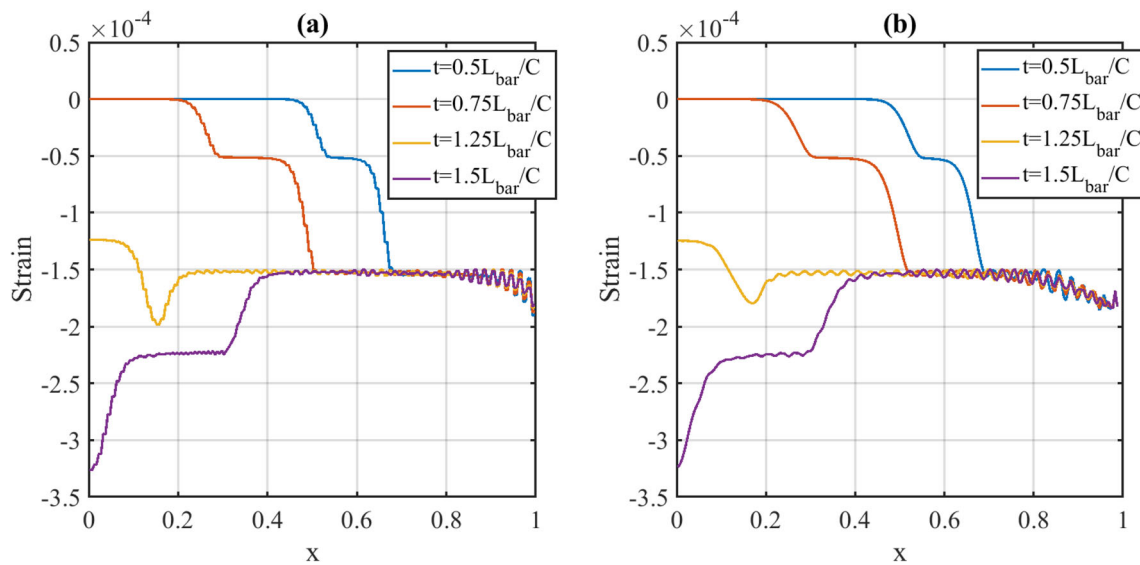 (a)
×10⁻⁴
0.5
0
-0.5
-1
-1.5
-2
-2.5
-3
-3.5
Strain
0 0.2 0.4 0.6 0.8 1
x
t=0.5L_bar/C
t=0.75L_bar/C
t=1.25L_bar/C
t=1.5L_bar/C
(b)
×10⁻⁴
0.5
0
-0.5
-1
-1.5
-2
-2.5
-3
-3.5
Strain
0 0.2 0.4 0.6 0.8 1
x
t=0.5L_bar/C
t=0.75L_bar/C
t=1.25L_bar/C
t=1.5L_bar/C